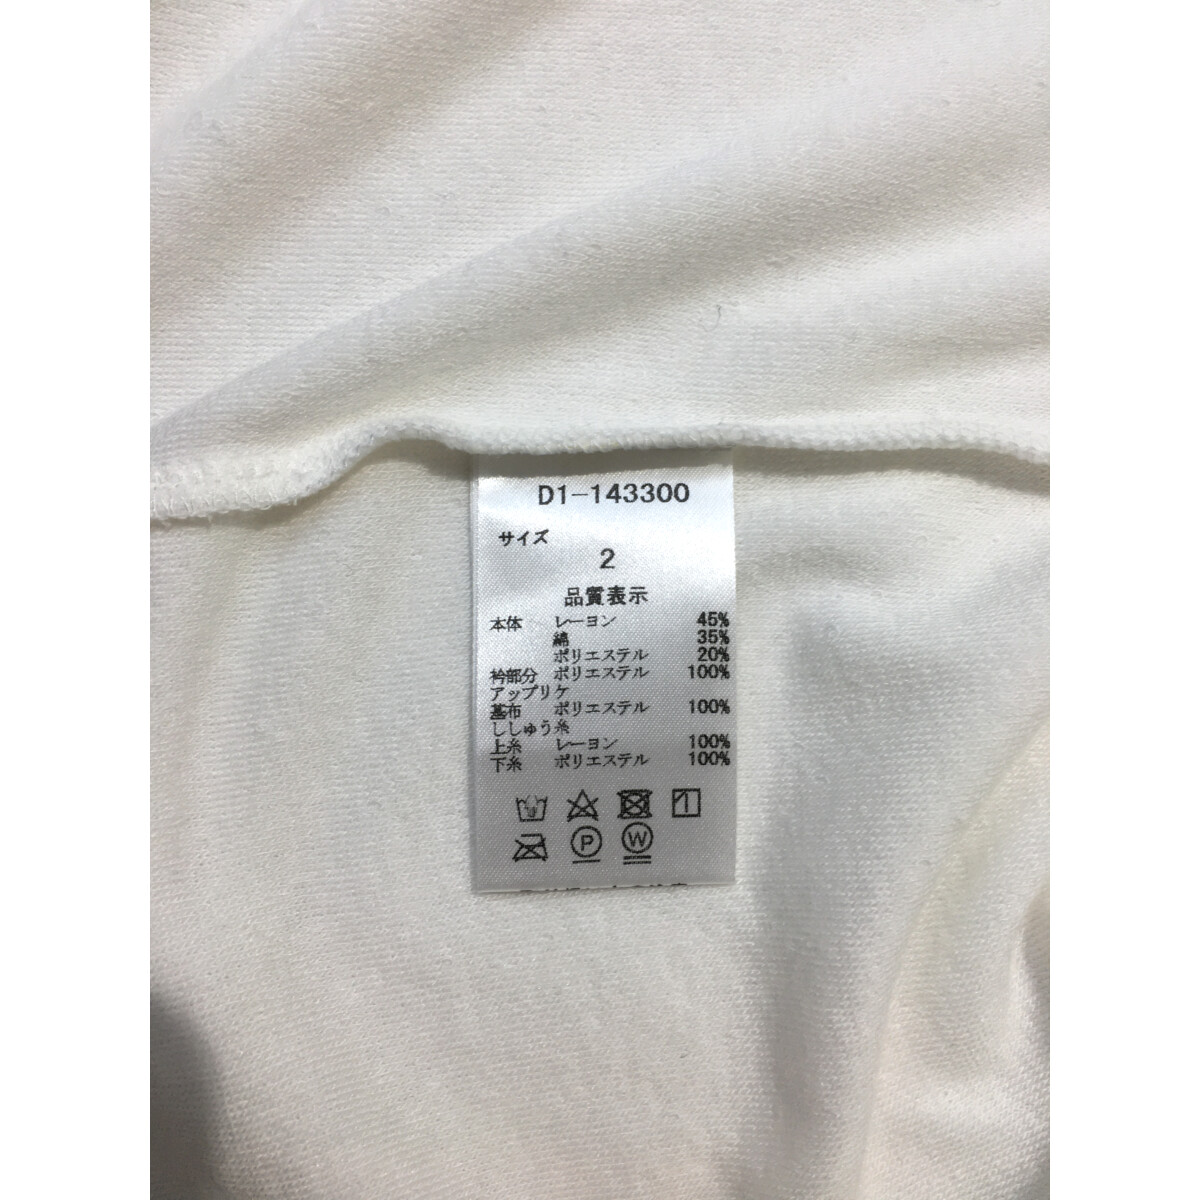 D1-143300
サイズ
2
品質表示
本体 レーヨン 45%
綿 35%
ポリエステル 20%
衿部分 ポリエステル 100%
アップリケ
基布 ポリエステル 100%
ししゅう糸
上糸 レーヨン 100%
下糸 ポリエステル 100%
P W